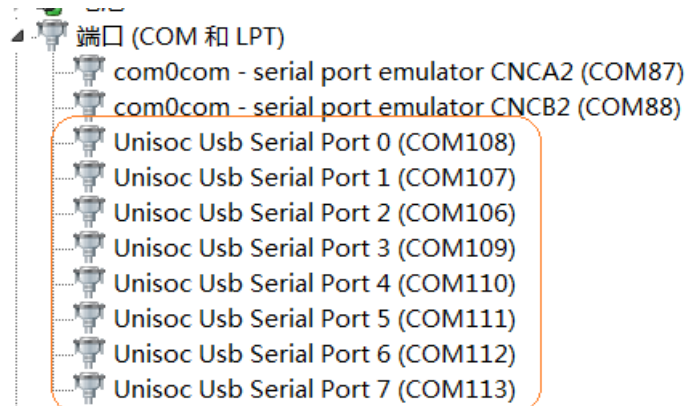 端口 (COM 和 LPT)
com0com - serial port emulator CNCA2 (COM87)
com0com - serial port emulator CNCB2 (COM88)
Unisoc Usb Serial Port 0 (COM108)
Unisoc Usb Serial Port 1 (COM107)
Unisoc Usb Serial Port 2 (COM106)
Unisoc Usb Serial Port 3 (COM109)
Unisoc Usb Serial Port 4 (COM110)
Unisoc Usb Serial Port 5 (COM111)
Unisoc Usb Serial Port 6 (COM112)
Unisoc Usb Serial Port 7 (COM113)